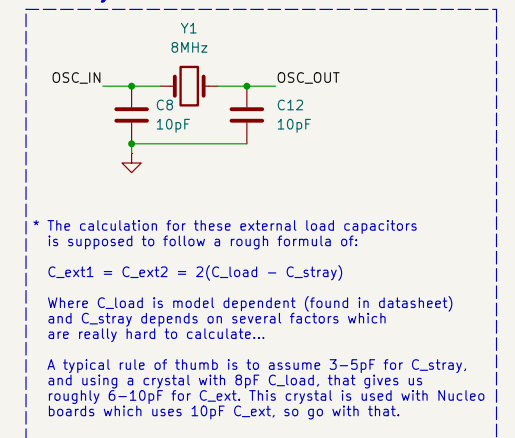 Y1
8MHz
OSC_IN
OSC_OUT
C8
10pF
C12
10pF
* The calculation for these external load capacitors
is supposed to follow a rough formula of:
C_ext1 = C_ext2 = 2(C_load - C_stray)
Where C_load is model dependent (found in datasheet)
and C_stray depends on several factors which
are really hard to calculate...
A typical rule of thumb is to assume 3-5pF for C_stray,
and using a crystal with 8pF C_load, that gives us
roughly 6-10pF for C_ext. This crystal is used with Nucleo
boards which uses 10pF C_ext, so go with that.